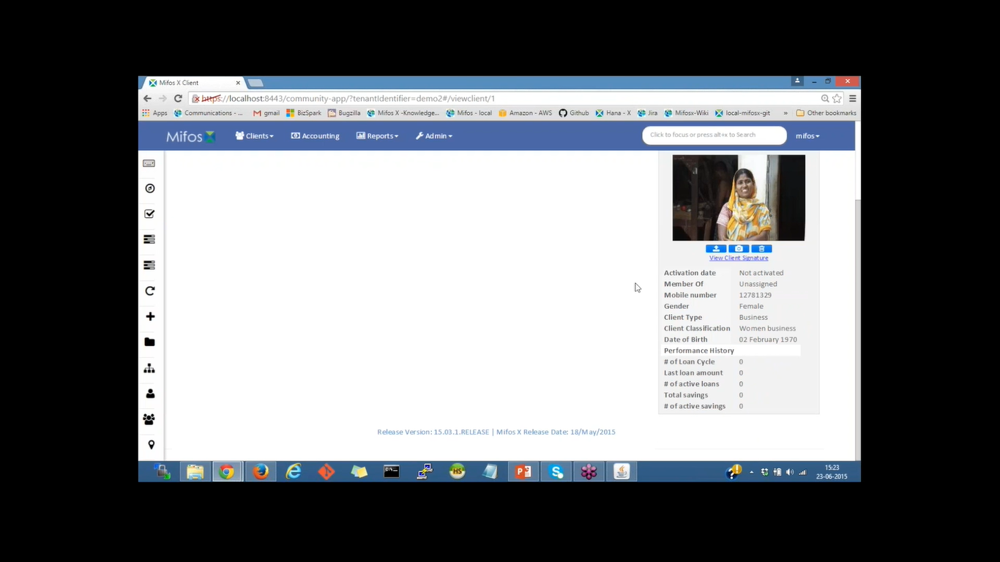 Mifos X Client
https://localhost:8443/community-app/?tenantIdentifier=demo2#/viewclient/1
Apps Communications - ... gmail BizSpark Bugzilla Mifos X -Knowledge... Mifos - local Amazon - AWS Github Hana - X Jira Mifosx-Wiki local-mifosx-git » Other bookmarks
Mifos X Clients Accounting Reports Admin Click to focus or press alt+x to Search mifos
View Client Signature
Activation date Not activated
Member Of Unassigned
Mobile number 12781329
Gender Female
Client Type Business
Client Classification Women business
Date of Birth 02 February 1970
Performance History
# of Loan Cycle 0
Last loan amount 0
# of active loans 0
Total savings 0
# of active savings 0
Release Version: 15.03.1.RELEASE | Mifos X Release Date: 18/May/2015
HS
15:23
23-06-2015